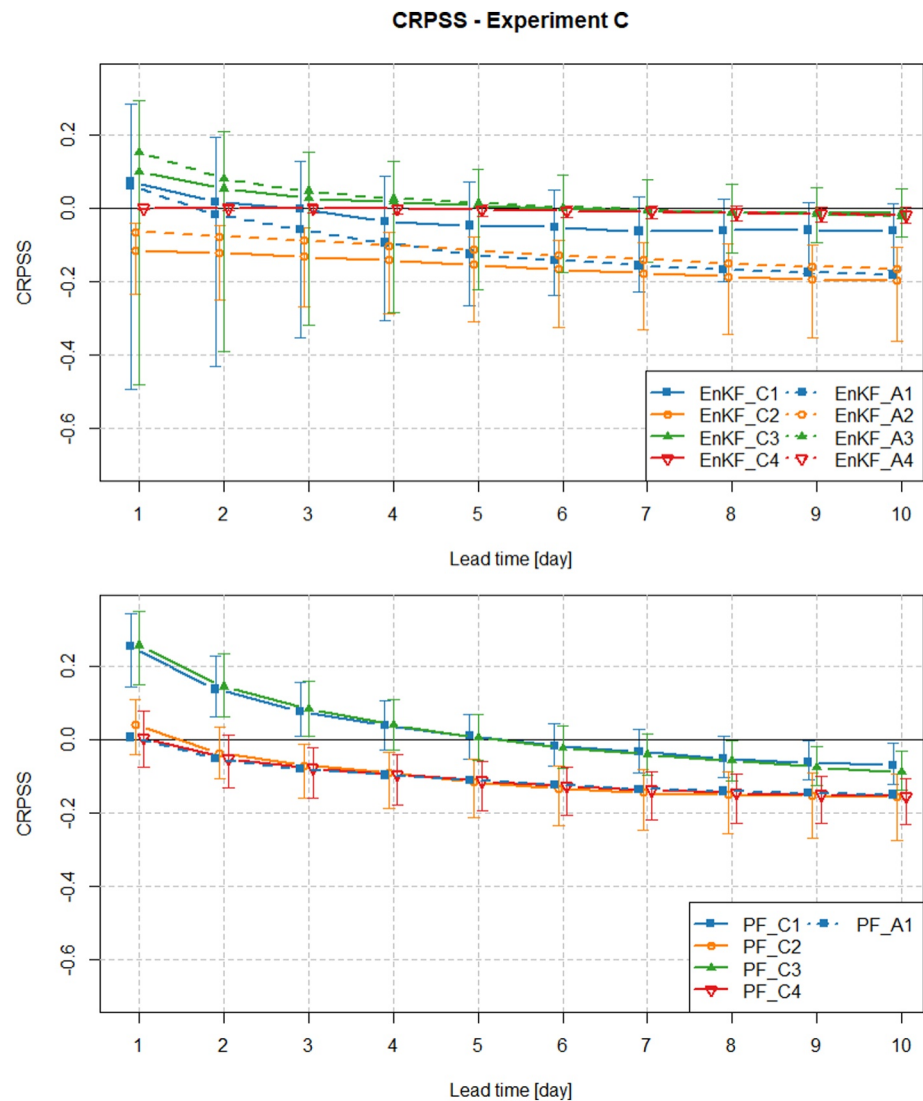 CRPSS - Experiment C
CRPSS
0.2
0.0
-0.2
-0.4
-0.6
EnKF_C1 EnKF_A1
EnKF_C2 EnKF_A2
EnKF_C3 EnKF_A3
EnKF_C4 EnKF_A4
1 2 3 4 5 6 7 8 9 10
Lead time [day]
CRPSS
0.2
0.0
-0.2
-0.4
-0.6
PF_C1 PF_A1
PF_C2
PF_C3
PF_C4
1 2 3 4 5 6 7 8 9 10
Lead time [day]